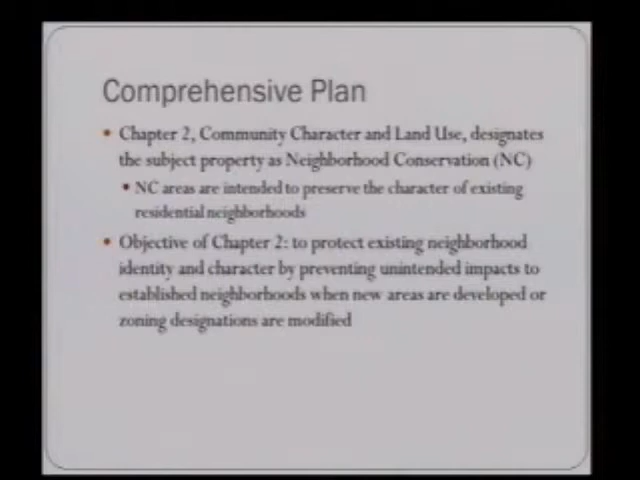 Comprehensive Plan
• Chapter 2, Community Character and Land Use, designates
the subject property as Neighborhood Conservation (NC)
• NC areas are intended to preserve the character of existing
residential neighborhoods
• Objective of Chapter 2: to protect existing neighborhood
identity and character by preventing unintended impacts to
established neighborhoods when new areas are developed or
zoning designations are modified